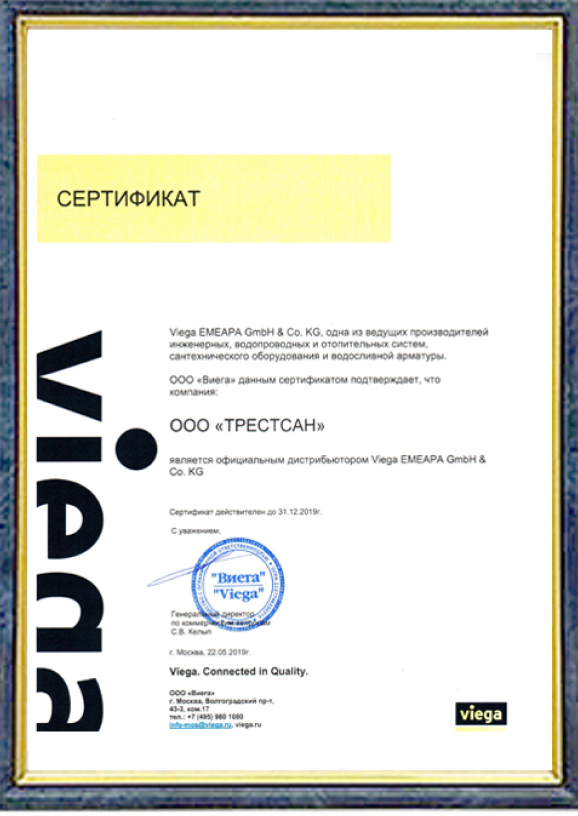 СЕРТИФИКАТ
viega
Viega EMEAPA GmbH & Co. KG, одна из ведущих производителей
инженерных, водопроводных и отопительных систем,
сантехнического оборудования и водосливной арматуры.
ООО «Виега» данным сертификатом подтверждает, что
компания:
ООО «ТРЕСТСАН»
является официальным дистрибьютором Viega EMEAPA GmbH &
Co. KG
Сертификат действителен до 31.12.2019г.
С уважением,
"Виега"
"Viega"
Генеральный директор
по коммерческим вопросам
С.В. Кельп
г. Москва, 22.05.2019г.
Viega. Connected in Quality.
ООО «Виега»
г. Москва, Волгоградский пр-т,
43-3, ком.17
тел.: +7 (495) 980 1080
info-mos@viega.ru, viega.ru
viega